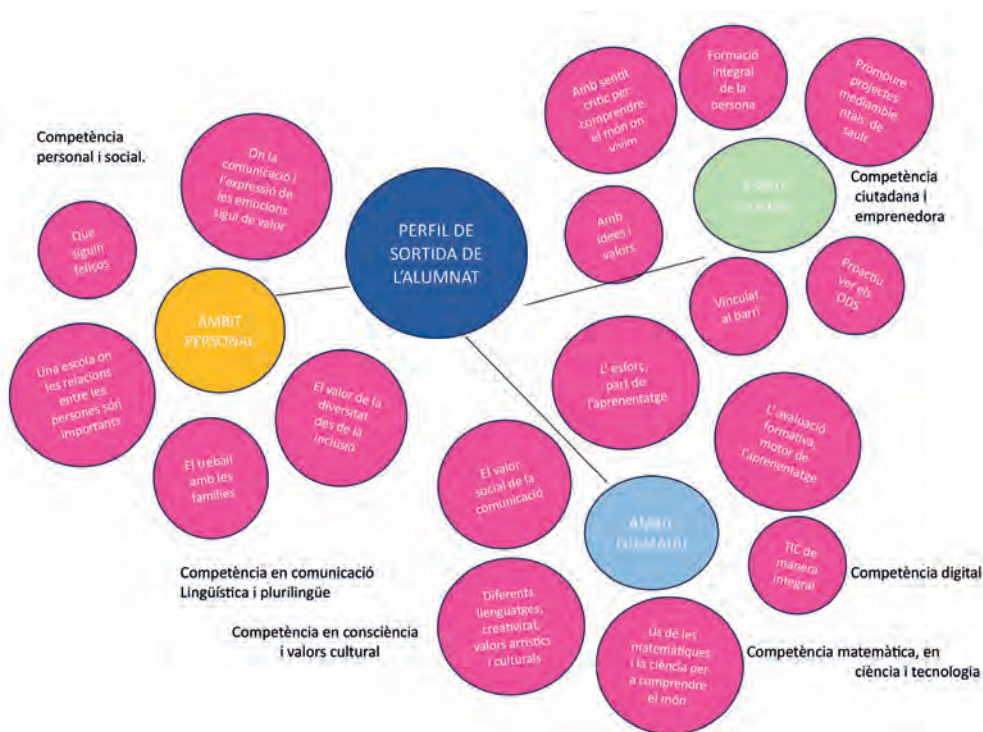 Competència
personal i social.
On la
comunicació i
l'expressió de
les emocions
sigui de valor
Que
siguin
feliços
ÀMBIT
PERSONAL
Una escola on
les relacions
entre les
persones són
importants
El treball
amb les
families
El valor de la
diversitat
des de la
inclusió
PERFIL DE
SORTIDA DE
L'ALUMNAT
Amb sentit
crític per
comprendre
el món on
vivim
Formació
integral
de la
persona
Promoure
projectes
mediambie
ntals de
Competència
ciutadana i
emprenedora
Amb
idees i
valors
ÀMBIT
Vinculat
al barri
Proactiu
ver els
ODS
L' esforç,
part de
l'aprenentatge
L' avaluació
formativa,
motor de
l'aprenentatge
El valor
social de la
comunicació
ÀMBIT
TIC de
manera
integral
Competència digital
Competència en comunicació
Lingüística i plurilingüe
Competència en consciència
i valors cultural
Diferents
llenguatges,
creativitat,
valors artístics
i culturals
Ús de les
matemàtiques
i la ciència per
a comprendre
el món
Competència matemàtica, en
ciència i tecnologia